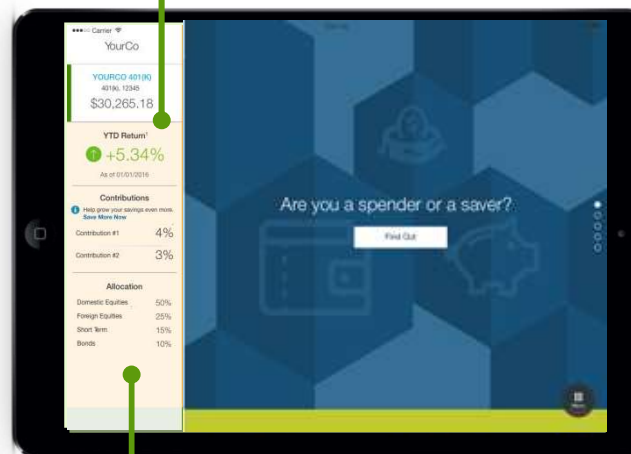 Carrier
YourCo
YOURCO 401(K)
401(k), 12345
$30,265.18
YTD Return¹
+5.34%
As of 01/01/2016
Contributions
Help grow your savings even more.
Save More Now
Contribution #1 4%
Contribution #2 3%
Allocation
Domestic Equities 50%
Foreign Equities 25%
Short Term 15%
Bonds 10%
Are you a spender or a saver?
Find Out
Menu